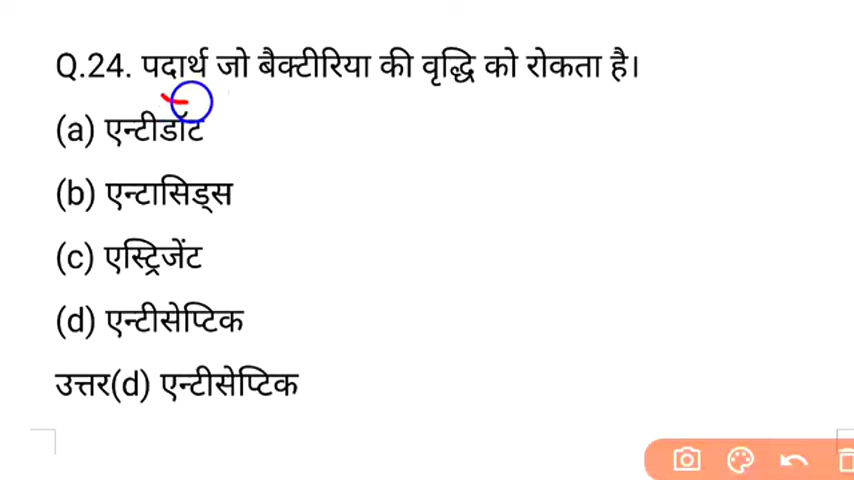 Q.24. पदार्थ जो बैक्टीरिया की वृद्धि को रोकता है।
(a) एन्टीडॉट
(b) एन्टासिड्स
(c) एस्ट्रिजेंट
(d) एन्टीसेप्टिक
उत्तर(d) एन्टीसेप्टिक